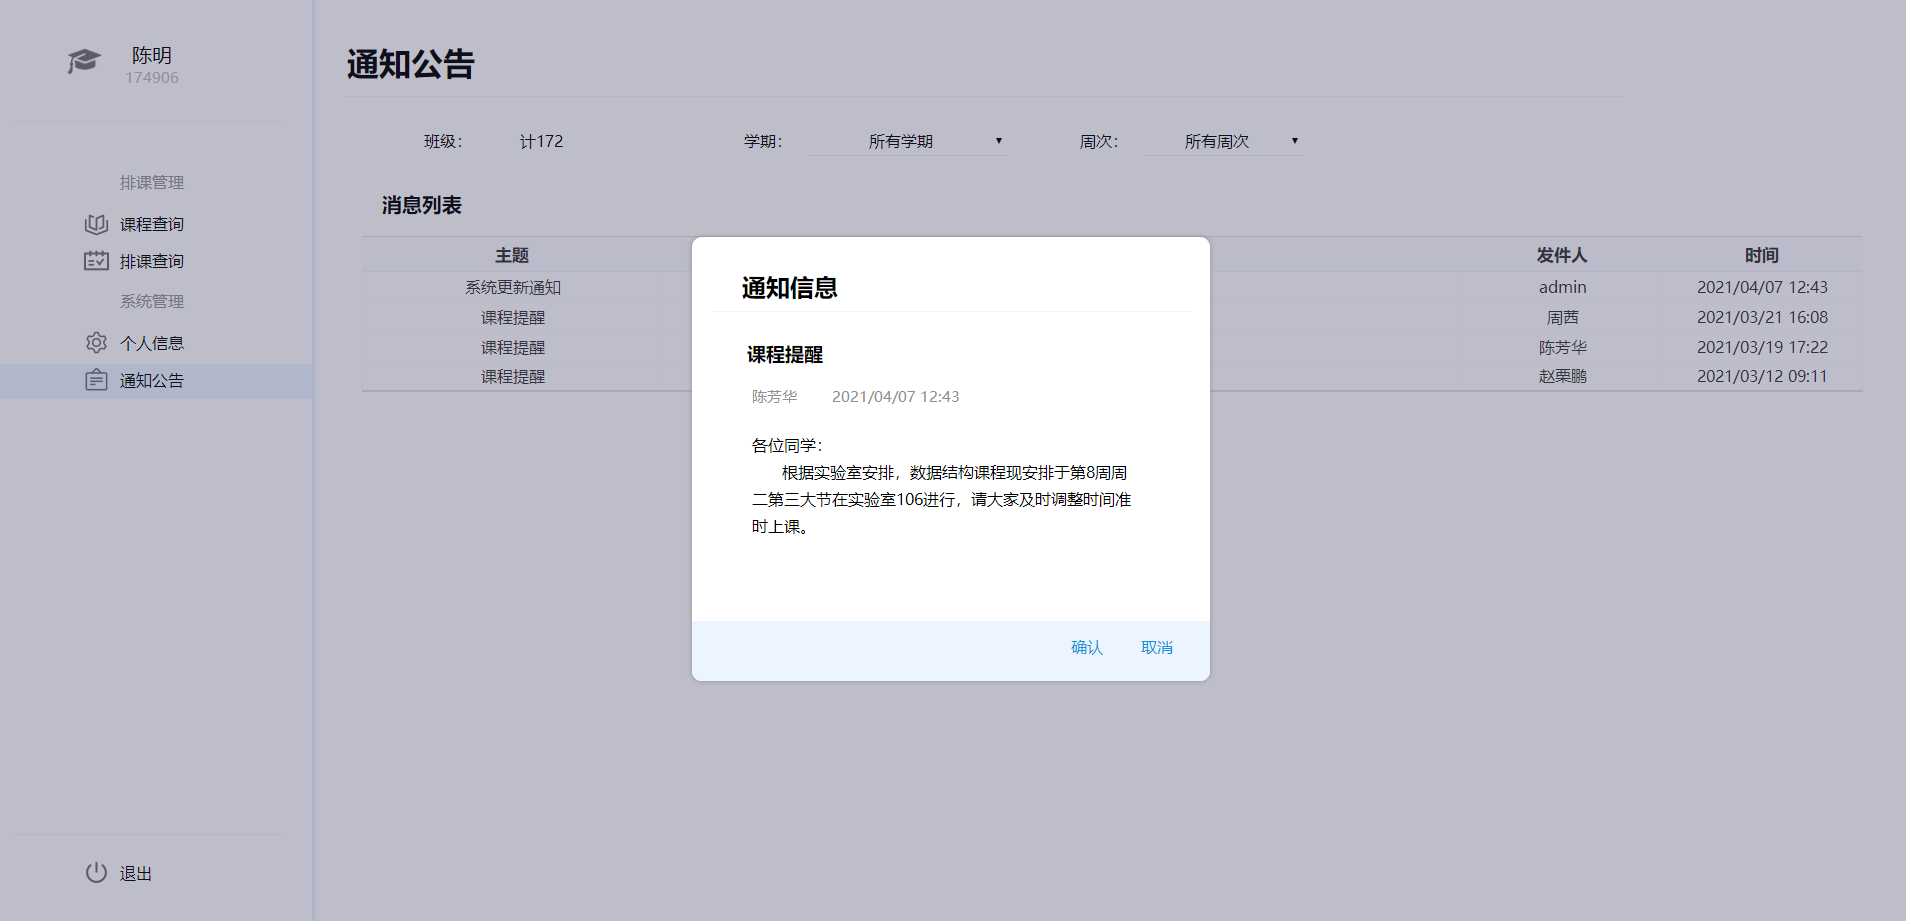 陈明
174906
排课管理
课程查询
排课查询
系统管理
个人信息
通知公告
退出
通知公告
班级： 计172 学期： 所有学期 ▼ 周次： 所有周次 ▼
消息列表
主题 发件人 时间
系统更新通知 admin 2021/04/07 12:43
课程提醒 周茜 2021/03/21 16:08
课程提醒 陈芳华 2021/03/19 17:22
课程提醒 赵栗鹏 2021/03/12 09:11
通知信息
课程提醒
陈芳华 2021/04/07 12:43
各位同学：
根据实验室安排，数据结构课程现安排于第8周周
二第三大节在实验室106进行，请大家及时调整时间准
时上课。
确认 取消